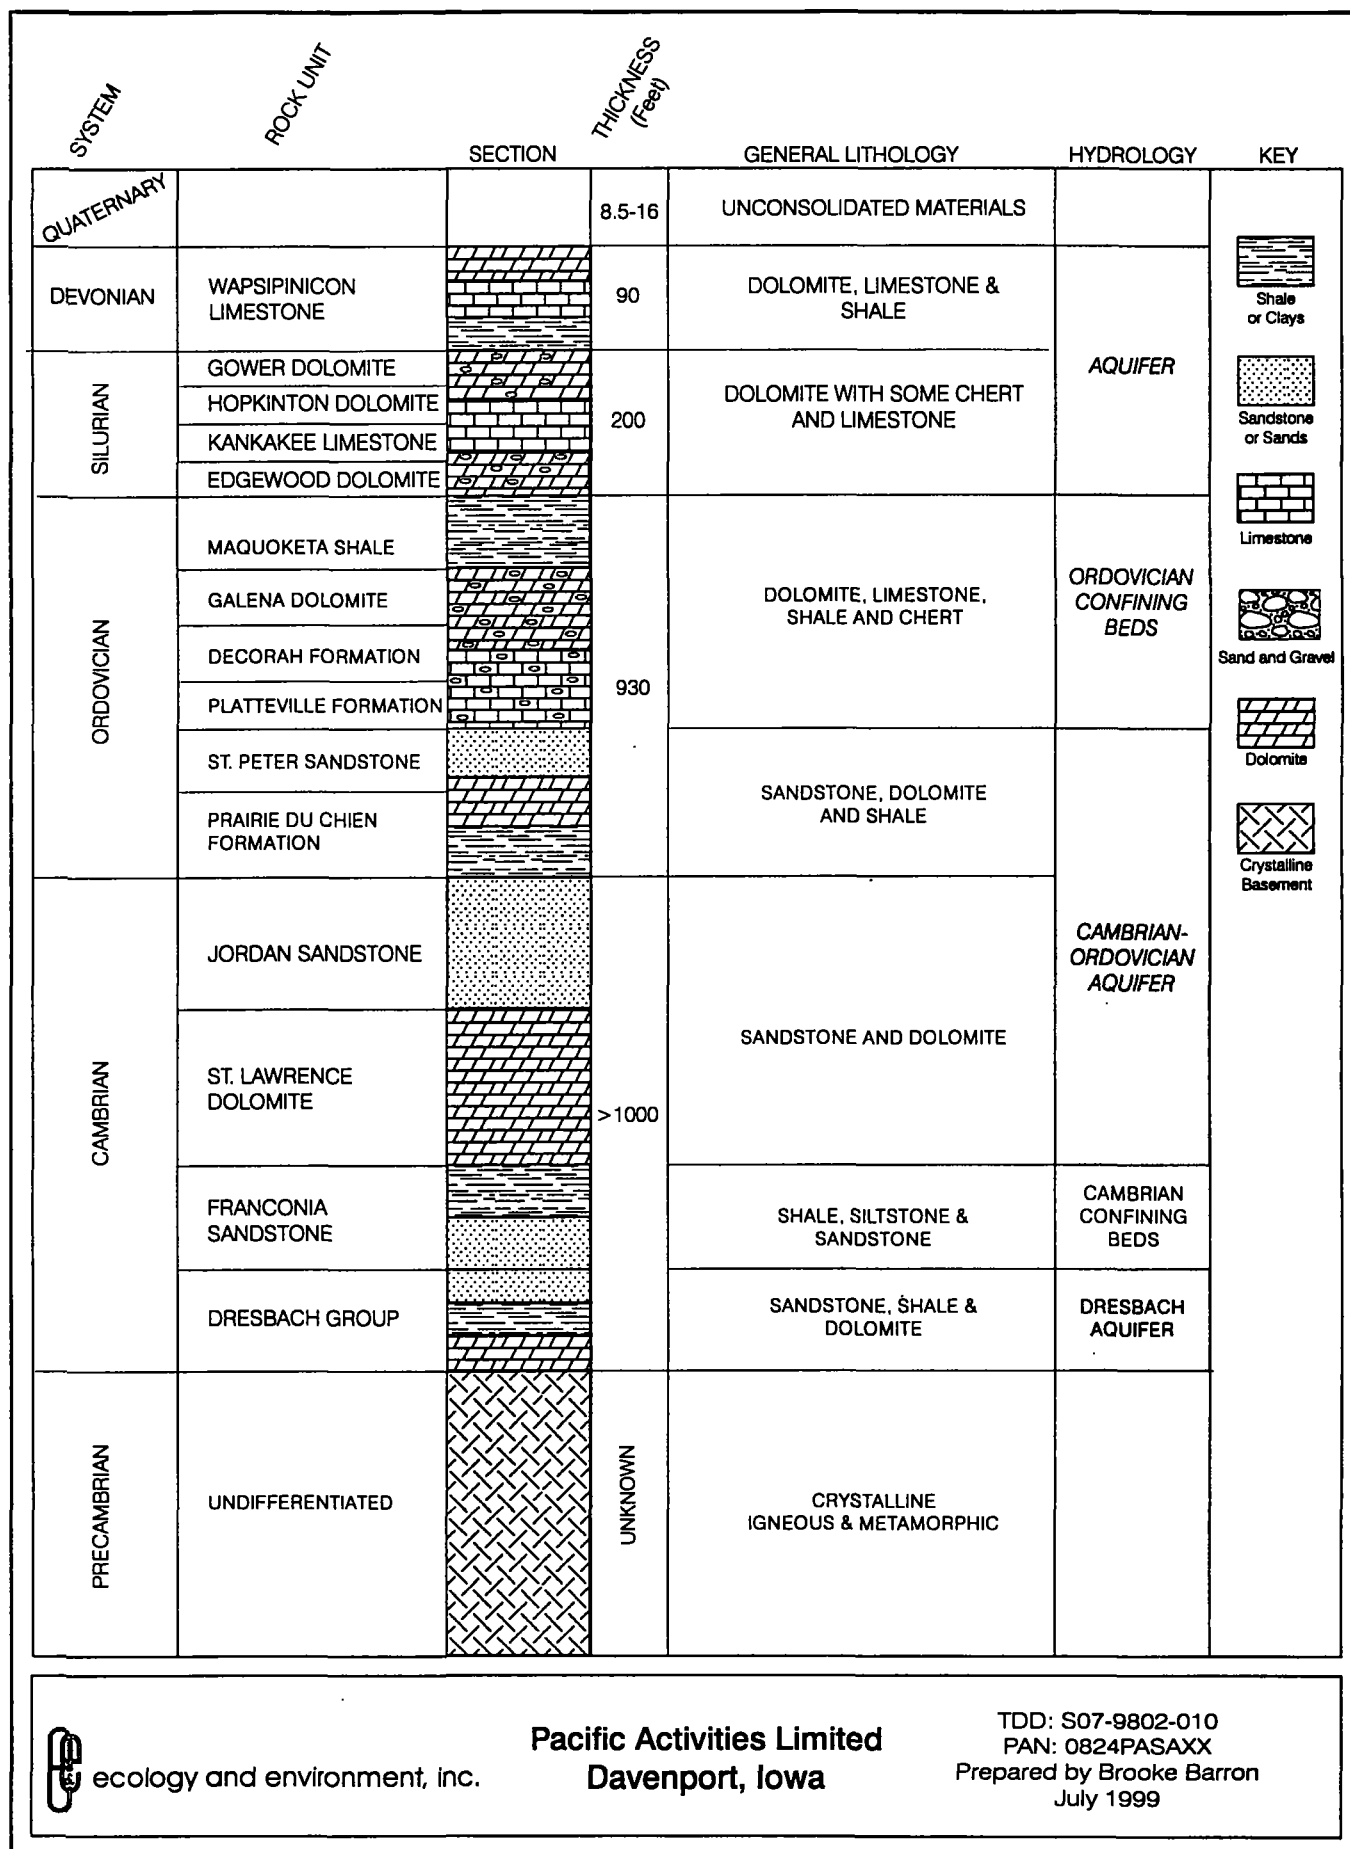 SYSTEM
ROCK UNIT
SECTION
THICKNESS
(Feet)
GENERAL LITHOLOGY
HYDROLOGY
KEY
QUATERNARY
8.5-16
UNCONSOLIDATED MATERIALS
DEVONIAN
WAPSIPINICON
LIMESTONE
90
DOLOMITE, LIMESTONE &
SHALE
AQUIFER
SILURIAN
GOWER DOLOMITE
HOPKINTON DOLOMITE
KANKAKEE LIMESTONE
EDGEWOOD DOLOMITE
200
DOLOMITE WITH SOME CHERT
AND LIMESTONE
ORDOVICIAN
MAQUOKETA SHALE
GALENA DOLOMITE
DECORAH FORMATION
PLATTEVILLE FORMATION
ST. PETER SANDSTONE
PRAIRIE DU CHIEN
FORMATION
930
DOLOMITE, LIMESTONE,
SHALE AND CHERT
ORDOVICIAN
CONFINING
BEDS
SANDSTONE, DOLOMITE
AND SHALE
CAMBRIAN
JORDAN SANDSTONE
ST. LAWRENCE
DOLOMITE
FRANCONIA
SANDSTONE
DRESBACH GROUP
>1000
SANDSTONE AND DOLOMITE
CAMBRIAN-
ORDOVICIAN
AQUIFER
SHALE, SILTSTONE &
SANDSTONE
CAMBRIAN
CONFINING
BEDS
SANDSTONE, SHALE &
DOLOMITE
DRESBACH
AQUIFER
PRECAMBRIAN
UNDIFFERENTIATED
UNKNOWN
CRYSTALLINE
IGNEOUS & METAMORPHIC
Shale
or Clays
Sandstone
or Sands
Limestone
Sand and Gravel
Dolomite
Crystalline
Basement
ecology and environment, inc.
Pacific Activities Limited
Davenport, Iowa
TDD: S07-9802-010
PAN: 0824PASAXX
Prepared by Brooke Barron
July 1999